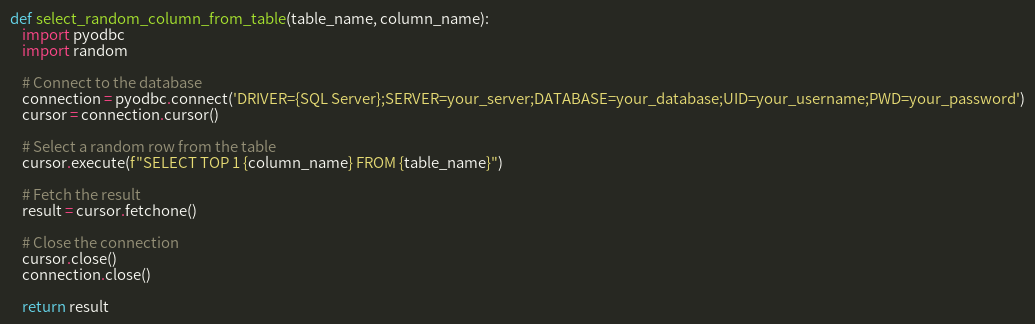 def select_random_column_from_table(table_name, column_name):
    import pyodbc
    import random

    # Connect to the database
    connection = pyodbc.connect('DRIVER={SQL Server};SERVER=your_server;DATABASE=your_database;UID=your_username;PWD=your_password')
    cursor = connection.cursor()

    # Select a random row from the table
    cursor.execute(f"SELECT TOP 1 {column_name} FROM {table_name}")

    # Fetch the result
    result = cursor.fetchone()

    # Close the connection
    cursor.close()
    connection.close()

    return result